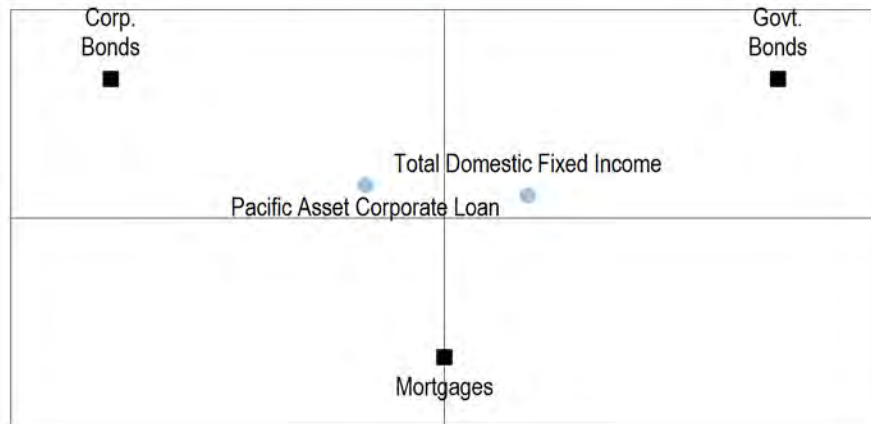 Corp.
Bonds
Govt.
Bonds
Total Domestic Fixed Income
Pacific Asset Corporate Loan
Mortgages